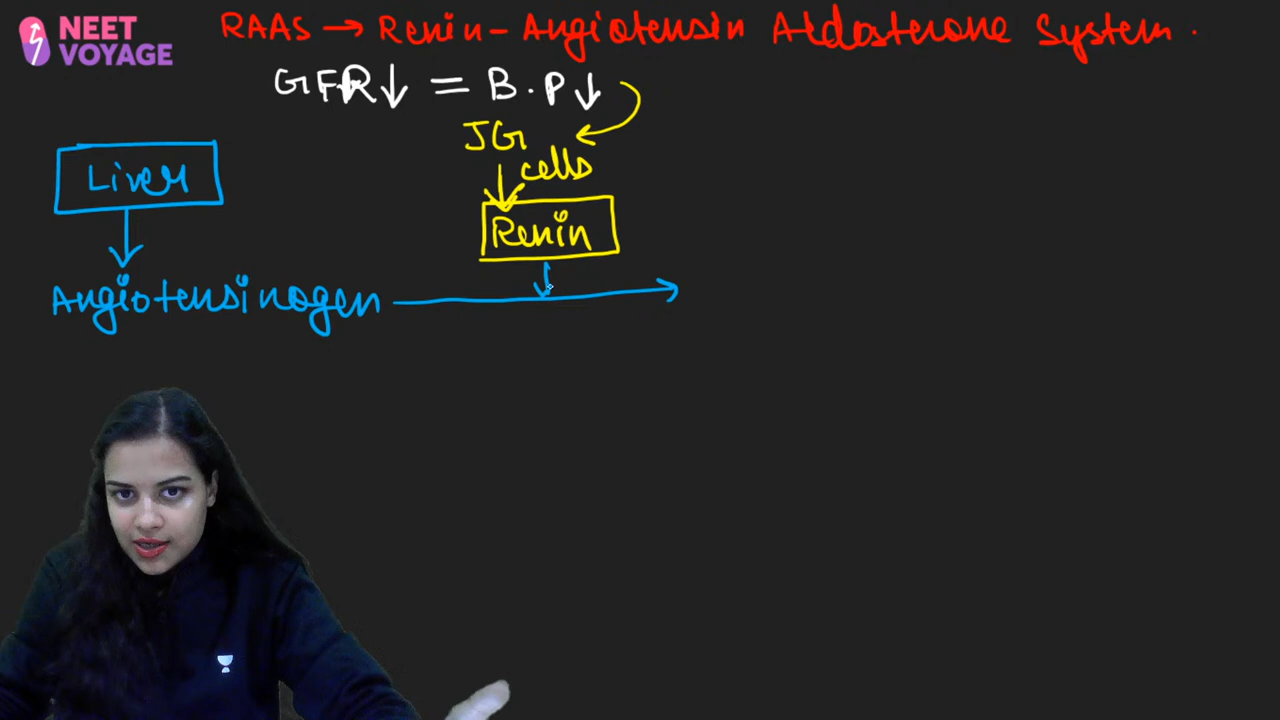 NEET
VOYAGE
RAAS → Renin - Angiotensin Aldosterone System.
GFR↓ = B.P↓
JG
cells
Liver
Renin
Angiotensinogen